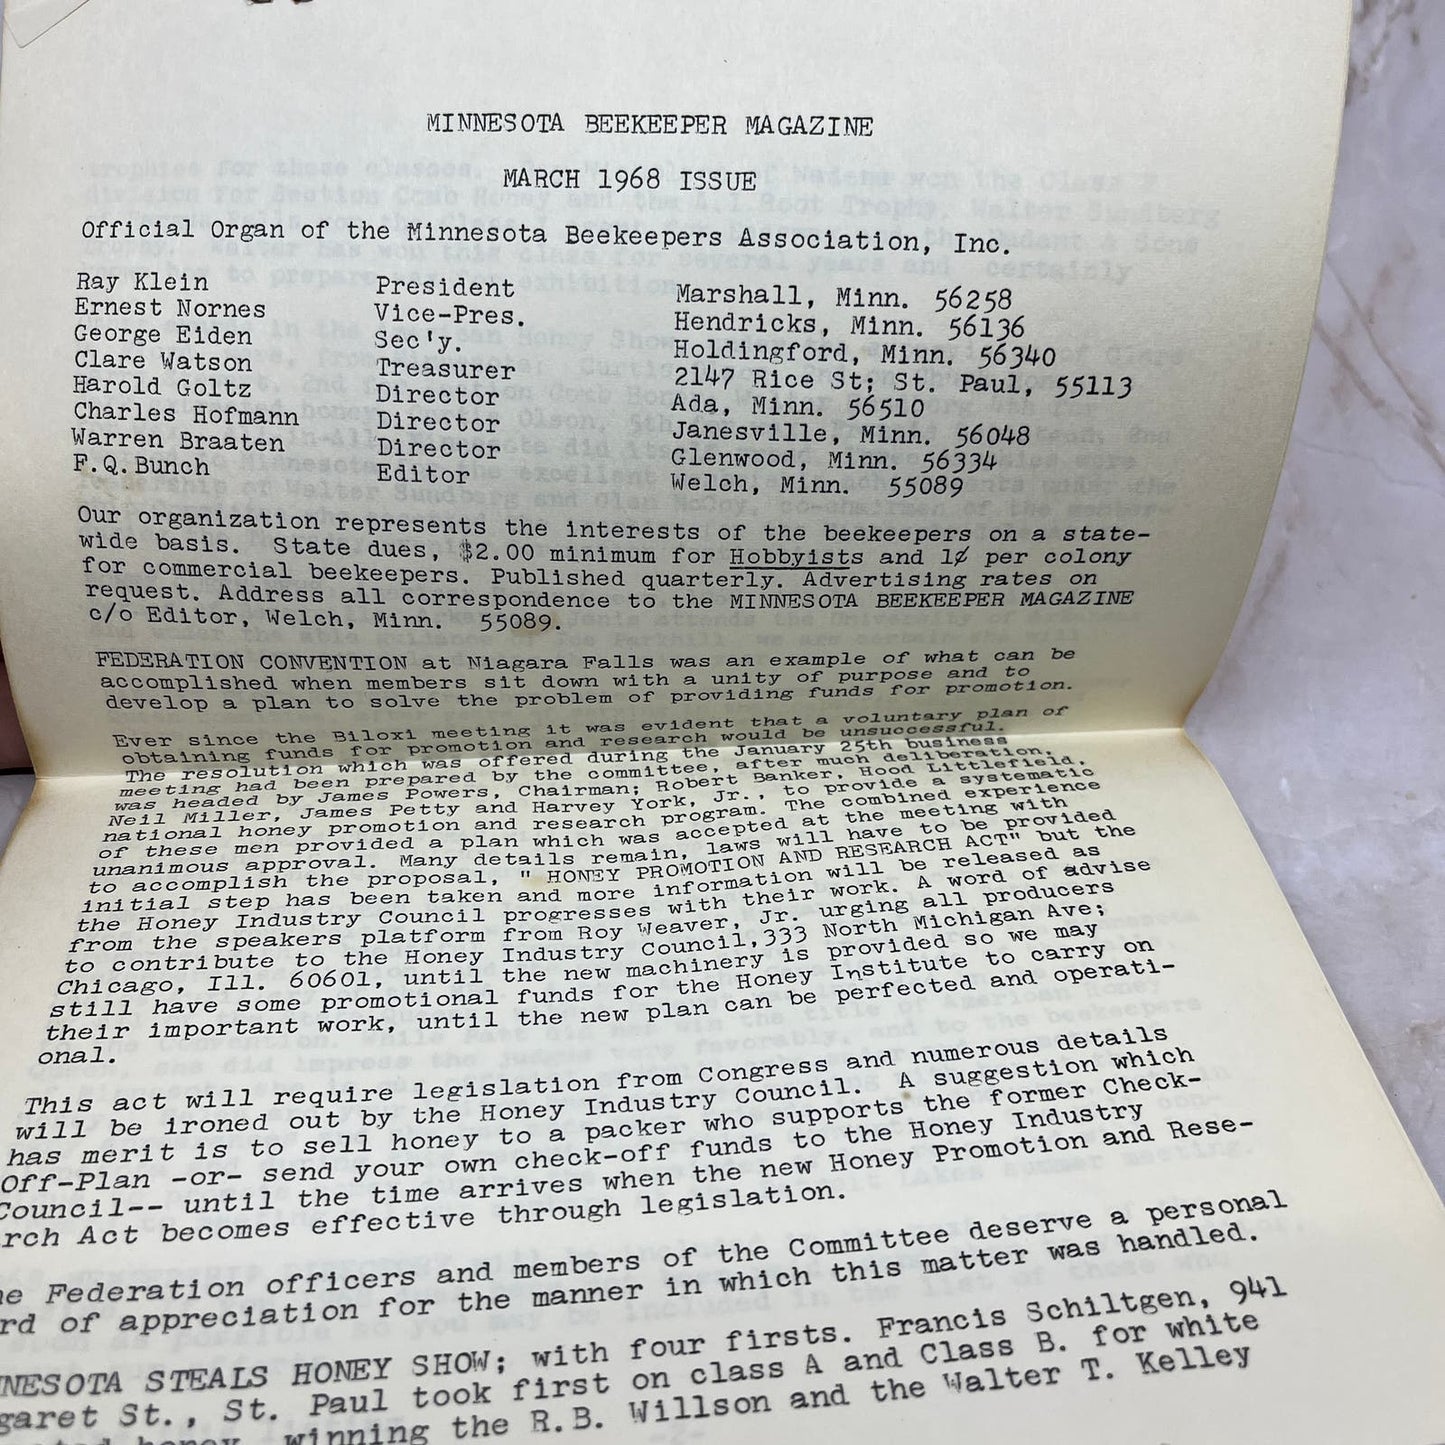 MINNESOTA BEEKEEPER MAGAZINE
MARCH 1968 ISSUE
Official Organ of the Minnesota Beekeepers Association, Inc.
Ray Klein President Marshall, Minn. 56258
Ernest Nornes Vice-Pres. Hendricks, Minn. 56136
George Eiden Sec'y. Holdingford, Minn. 56340
Clare Watson Treasurer 2147 Rice St; St. Paul, 55113
Harold Goltz Director Ada, Minn. 56510
Charles Hofmann Director Janesville, Minn. 56048
Warren Braaten Director Glenwood, Minn. 56334
F.Q.Bunch Editor Welch, Minn. 55089
Our organization represents the interests of the beekeepers on a state-
wide basis. State dues, $2.00 minimum for Hobbyists and 1¢ per colony
for commercial beekeepers. Published quarterly. Advertising rates on
request. Address all correspondence to the MINNESOTA BEEKEEPER MAGAZINE
c/o Editor, Welch, Minn. 55089.
FEDERATION CONVENTION at Niagara Falls was an example of what can be
accomplished when members sit down with a unity of purpose and to
develop a plan to solve the problem of providing funds for promotion.
Ever since the Biloxi meeting it was evident that a voluntary plan of
obtaining funds for promotion and research would be unsuccessful.
The resolution which was offered during the January 25th business
meeting had been prepared by the committee, after much deliberation,
was headed by James Powers, Chairman; Robert Banker, Hood Littlefield,
Neil Miller, James Petty and Harvey York, Jr., to provide a systematic
national honey promotion and research program. The combined experience
of these men provided a plan which was accepted at the meeting with
unanimous approval. Many details remain, laws will have to be provided
to accomplish the proposal, " HONEY PROMOTION AND RESEARCH ACT" but the
initial step has been taken and more information will be released as
the Honey Industry Council progresses with their work. A word of advise
from the speakers platform from Roy Weaver, Jr. urging all producers
to contribute to the Honey Industry Council,333 North Michigan Ave;
Chicago, Ill. 60601, until the new machinery is provided so we may
still have some promotional funds for the Honey Institute to carry on
their important work, until the new plan can be perfected and operati-
onal.
This act will require legislation from Congress and numerous details
will be ironed out by the Honey Industry Council. A suggestion which
has merit is to sell honey to a packer who supports the former Check-
Off-Plan -or- send your own check-off funds to the Honey Industry
Council-- until the time arrives when the new Honey Promotion and Rese-
rch Act becomes effective through legislation.
he Federation officers and members of the Committee deserve a personal
rd of appreciation for the manner in which this matter was handled.
NESOTA STEALS HONEY SHOW; with four firsts. Francis Schiltgen, 941
garet St., St. Paul took first on class A and Class B. for white
honey, winning the R.B. Willson and the Walter T. Kelley